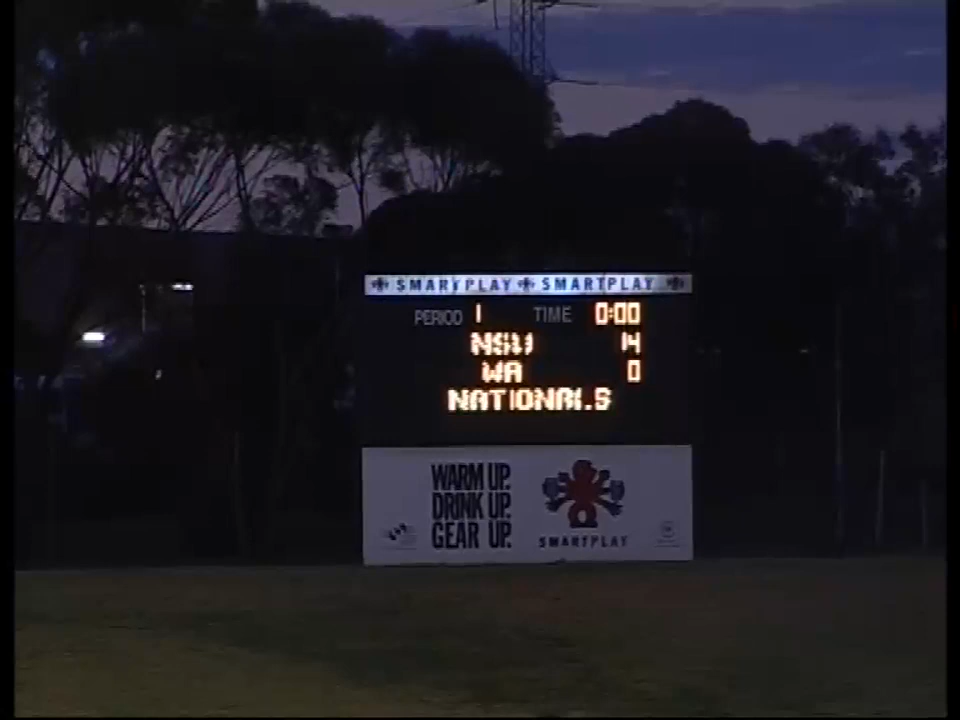 SMARTPLAY SMARTPLAY
PERIOD 1 TIME 0:00
NSW 14
WA 0
NATIONALS
WARM UP.
DRINK UP.
GEAR UP.
SMARTPLAY